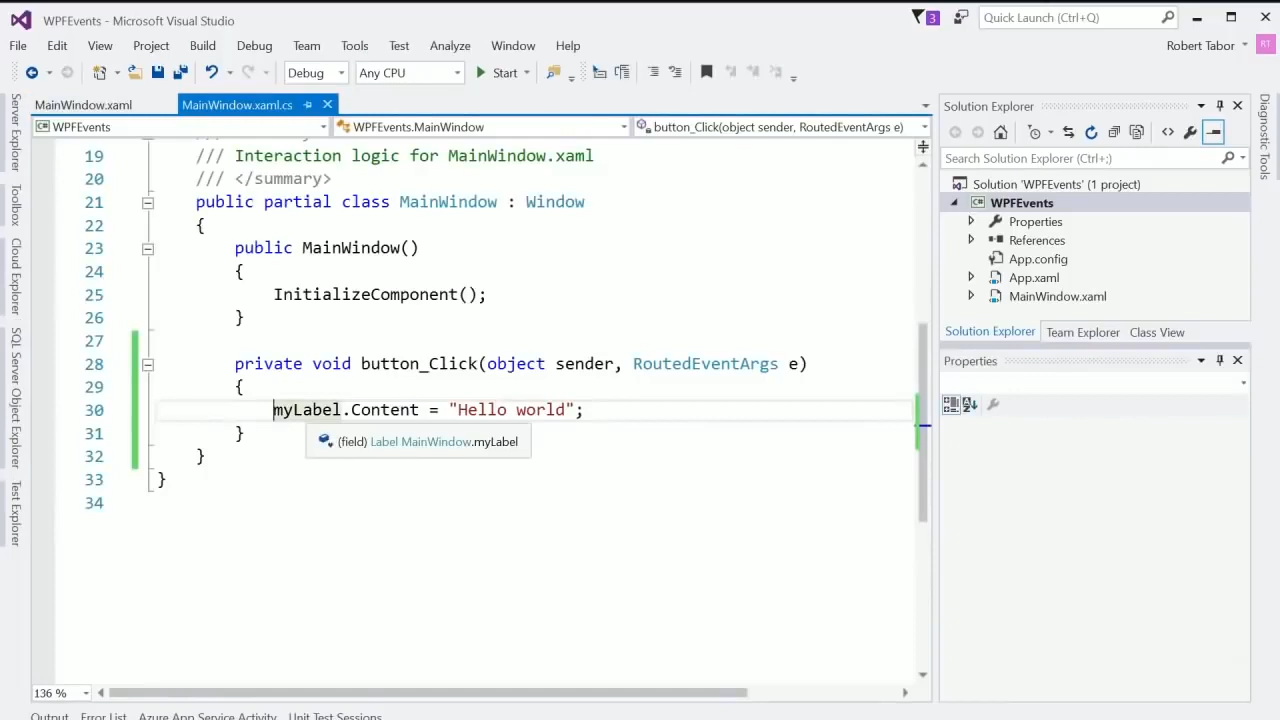 WPFEvents - Microsoft Visual Studio
3
Quick Launch (Ctrl+Q)
File Edit View Project Build Debug Team Tools Test Analyze Window Help
Robert Tabor RT
Debug Any CPU Start
MainWindow.xaml MainWindow.xaml.cs
WPFEvents WPFEvents.MainWindow button_Click(object sender, RoutedEventArgs e)
Server Explorer
Toolbox
Cloud Explorer
SQL Server Object Explorer
Test Explorer
19 /// Interaction logic for MainWindow.xaml
20 /// </summary>
21 public partial class MainWindow : Window
22 {
23 public MainWindow()
24 {
25 InitializeComponent();
26 }
27
28 private void button_Click(object sender, RoutedEventArgs e)
29 {
30 myLabel.Content = "Hello world";
31 }
(field) Label MainWindow.myLabel
32 }
33 }
34
136 %
Output Error List Azure App Service Activity Unit Test Sessions
Solution Explorer
Search Solution Explorer (Ctrl+;)
Solution 'WPFEvents' (1 project)
C# WPFEvents
Properties
References
App.config
App.xaml
MainWindow.xaml
Solution Explorer Team Explorer Class View
Properties
Diagnostic Tools